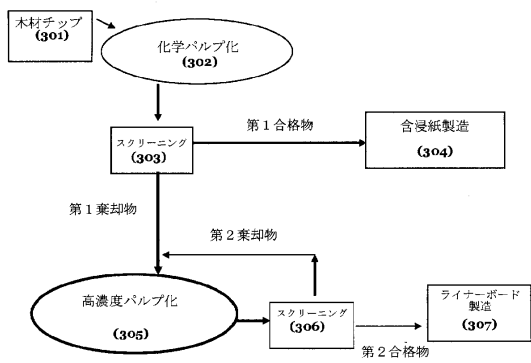 木材チップ
(301)
化学パルプ化
(302)
スクリーニング
(303)
第1合格物
含浸紙製造
(304)
第1棄却物
第2棄却物
高濃度パルプ化
(305)
スクリーニング
(306)
ライナーボード
製造
(307)
第2合格物